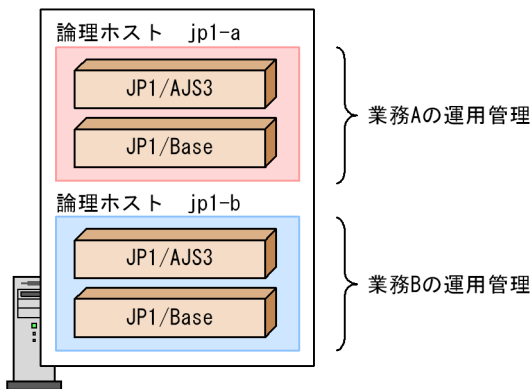 論理ホスト jp1-a
JP1/AJS3
JP1/Base
業務Aの運用管理
論理ホスト jp1-b
JP1/AJS3
JP1/Base
業務Bの運用管理